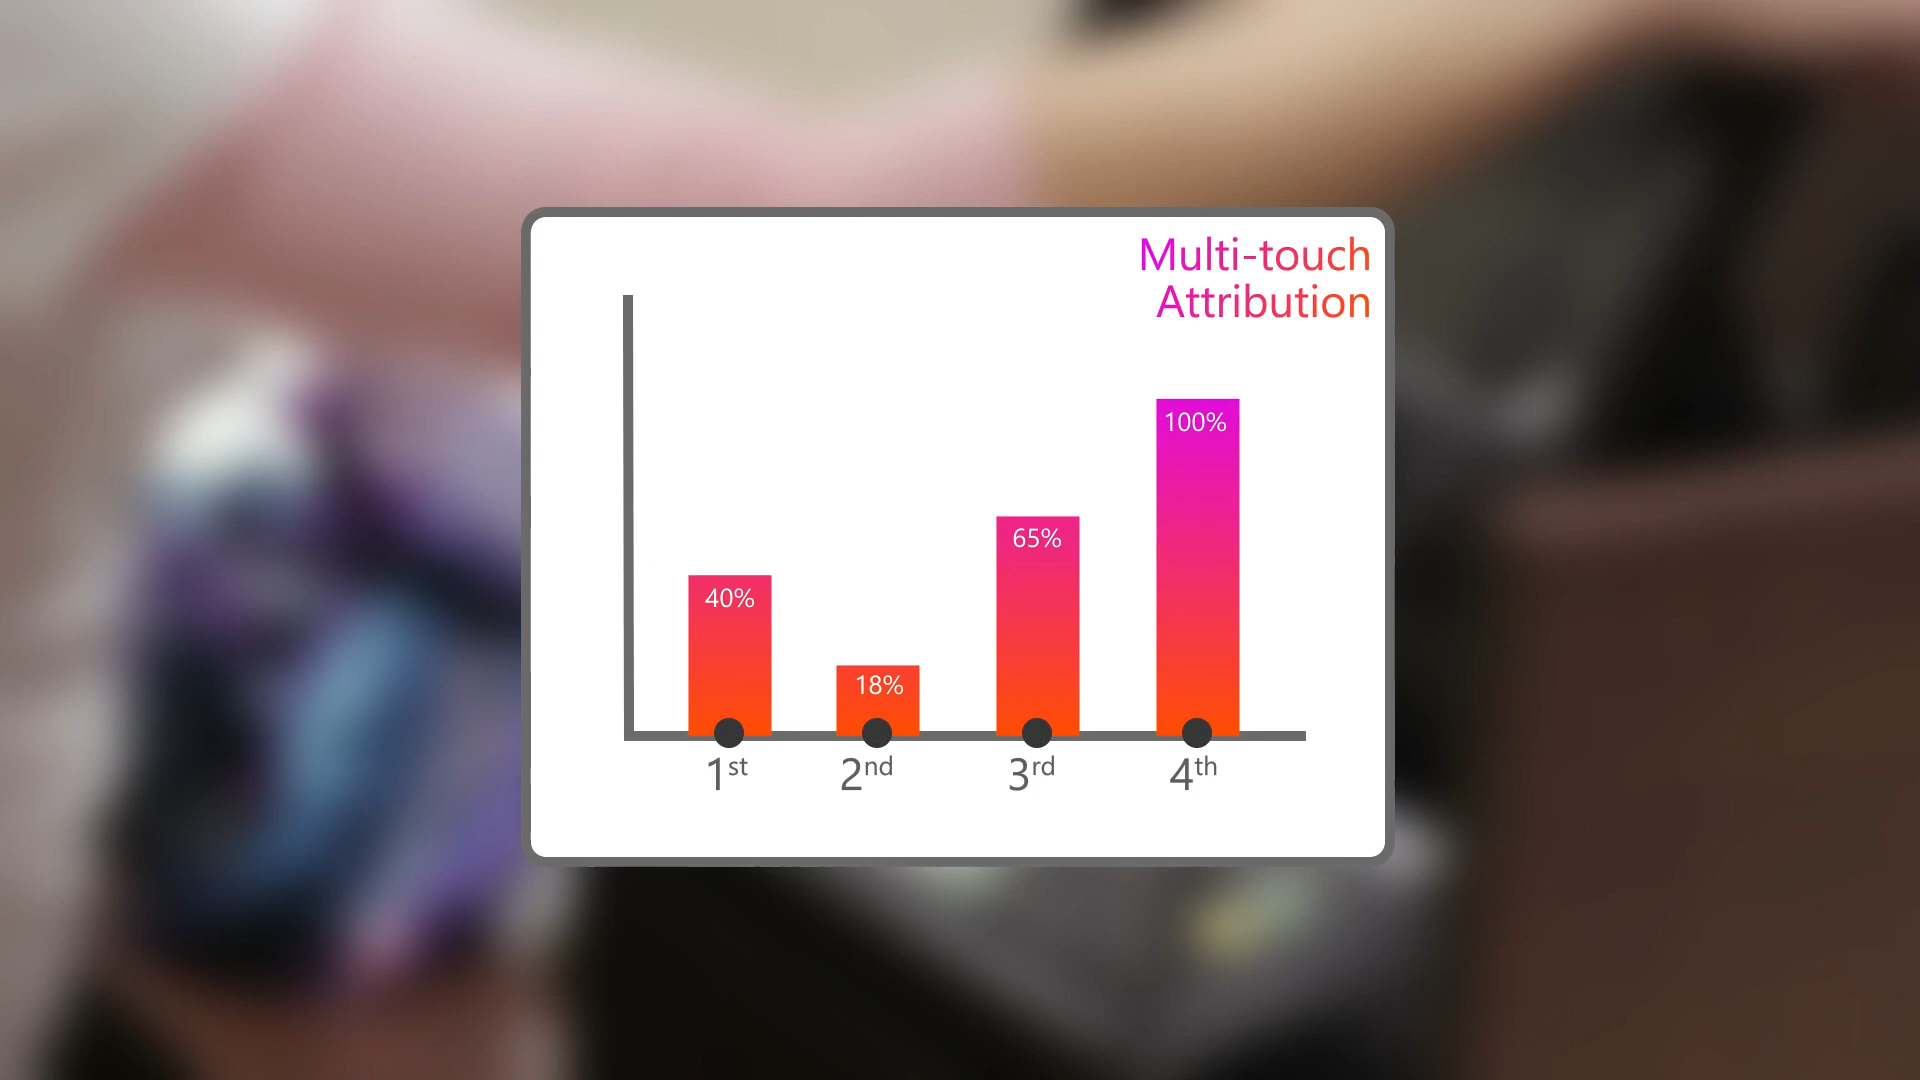 Multi-touch
Attribution
100%
65%
40%
18%
1st
2nd
3rd
4th